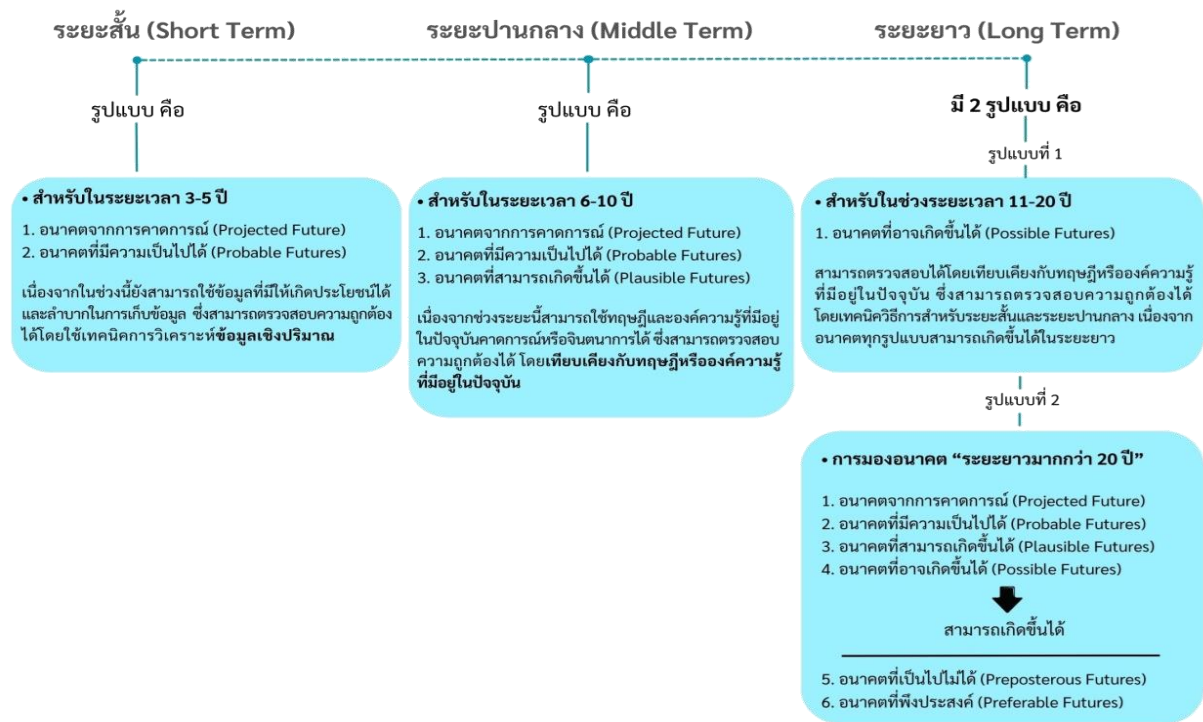 ระยะสั้น (Short Term)
ระยะปานกลาง (Middle Term)
ระยะยาว (Long Term)
รูปแบบ คือ
รูปแบบ คือ
มี 2 รูปแบบ คือ
รูปแบบที่ 1
• สำหรับในระยะเวลา 3-5 ปี
1. อนาคตจากการคาดการณ์ (Projected Future)
2. อนาคตที่มีความเป็นไปได้ (Probable Futures)
เนื่องจากในช่วงนี้ยังสามารถใช้ข้อมูลที่มีให้เกิดประโยชน์ได้
และลำบากในการเก็บข้อมูล ซึ่งสามารถตรวจสอบความถูกต้อง
ได้โดยใช้เทคนิคการวิเคราะห์ข้อมูลเชิงปริมาณ
• สำหรับในระยะเวลา 6-10 ปี
1. อนาคตจากการคาดการณ์ (Projected Future)
2. อนาคตที่มีความเป็นไปได้ (Probable Futures)
3. อนาคตที่สามารถเกิดขึ้นได้ (Plausible Futures)
เนื่องจากช่วงระยะนี้สามารถใช้ทฤษฎีและองค์ความรู้ที่มีอยู่
ในปัจจุบันคาดการณ์หรือจินตนาการได้ ซึ่งสามารถตรวจสอบ
ความถูกต้องได้ โดยเทียบเคียงกับทฤษฎีหรือองค์ความรู้
ที่มีอยู่ในปัจจุบัน
• สำหรับในช่วงระยะเวลา 11-20 ปี
1. อนาคตที่อาจเกิดขึ้นได้ (Possible Futures)
สามารถตรวจสอบได้โดยเทียบเคียงกับทฤษฎีหรือองค์ความรู้
ที่มีอยู่ในปัจจุบัน ซึ่งสามารถตรวจสอบความถูกต้องได้
โดยเทคนิควิธีการสำหรับระยะสั้นและระยะปานกลาง เนื่องจาก
อนาคตทุกรูปแบบสามารถเกิดขึ้นได้ในระยะยาว
รูปแบบที่ 2
• การมองอนาคต “ระยะยาวมากกว่า 20 ปี”
1. อนาคตจากการคาดการณ์ (Projected Future)
2. อนาคตที่มีความเป็นไปได้ (Probable Futures)
3. อนาคตที่สามารถเกิดขึ้นได้ (Plausible Futures)
4. อนาคตที่อาจเกิดขึ้นได้ (Possible Futures)
สามารถเกิดขึ้นได้
5. อนาคตที่เป็นไปไม่ได้ (Preposterous Futures)
6. อนาคตที่พึงประสงค์ (Preferable Futures)